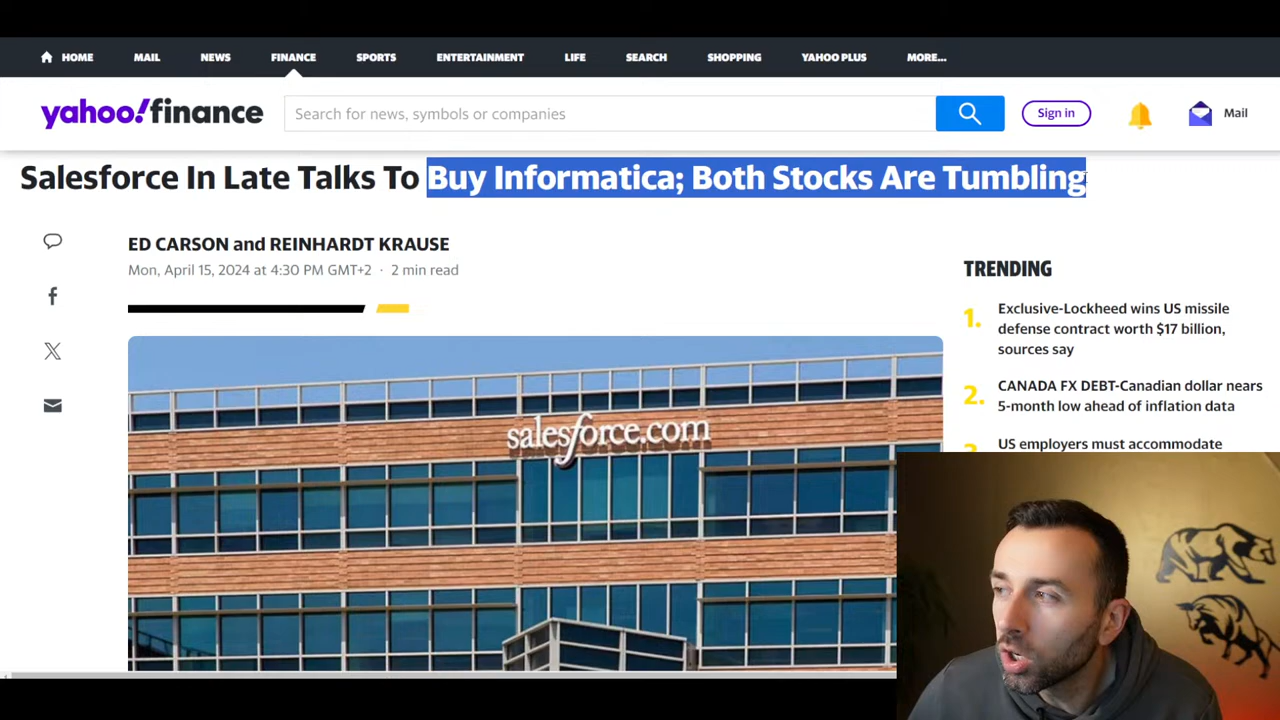 HOME MAIL NEWS FINANCE SPORTS ENTERTAINMENT LIFE SEARCH SHOPPING YAHOO PLUS MORE...
yahoo!finance Search for news, symbols or companies Sign in Mail
Salesforce In Late Talks To Buy Informatica; Both Stocks Are Tumbling
ED CARSON and REINHARDT KRAUSE
Mon, April 15, 2024 at 4:30 PM GMT+2 · 2 min read
TRENDING
1. Exclusive-Lockheed wins US missile
defense contract worth $17 billion,
sources say
2. CANADA FX DEBT-Canadian dollar nears
5-month low ahead of inflation data
US employers must accommodate
salesforce.com